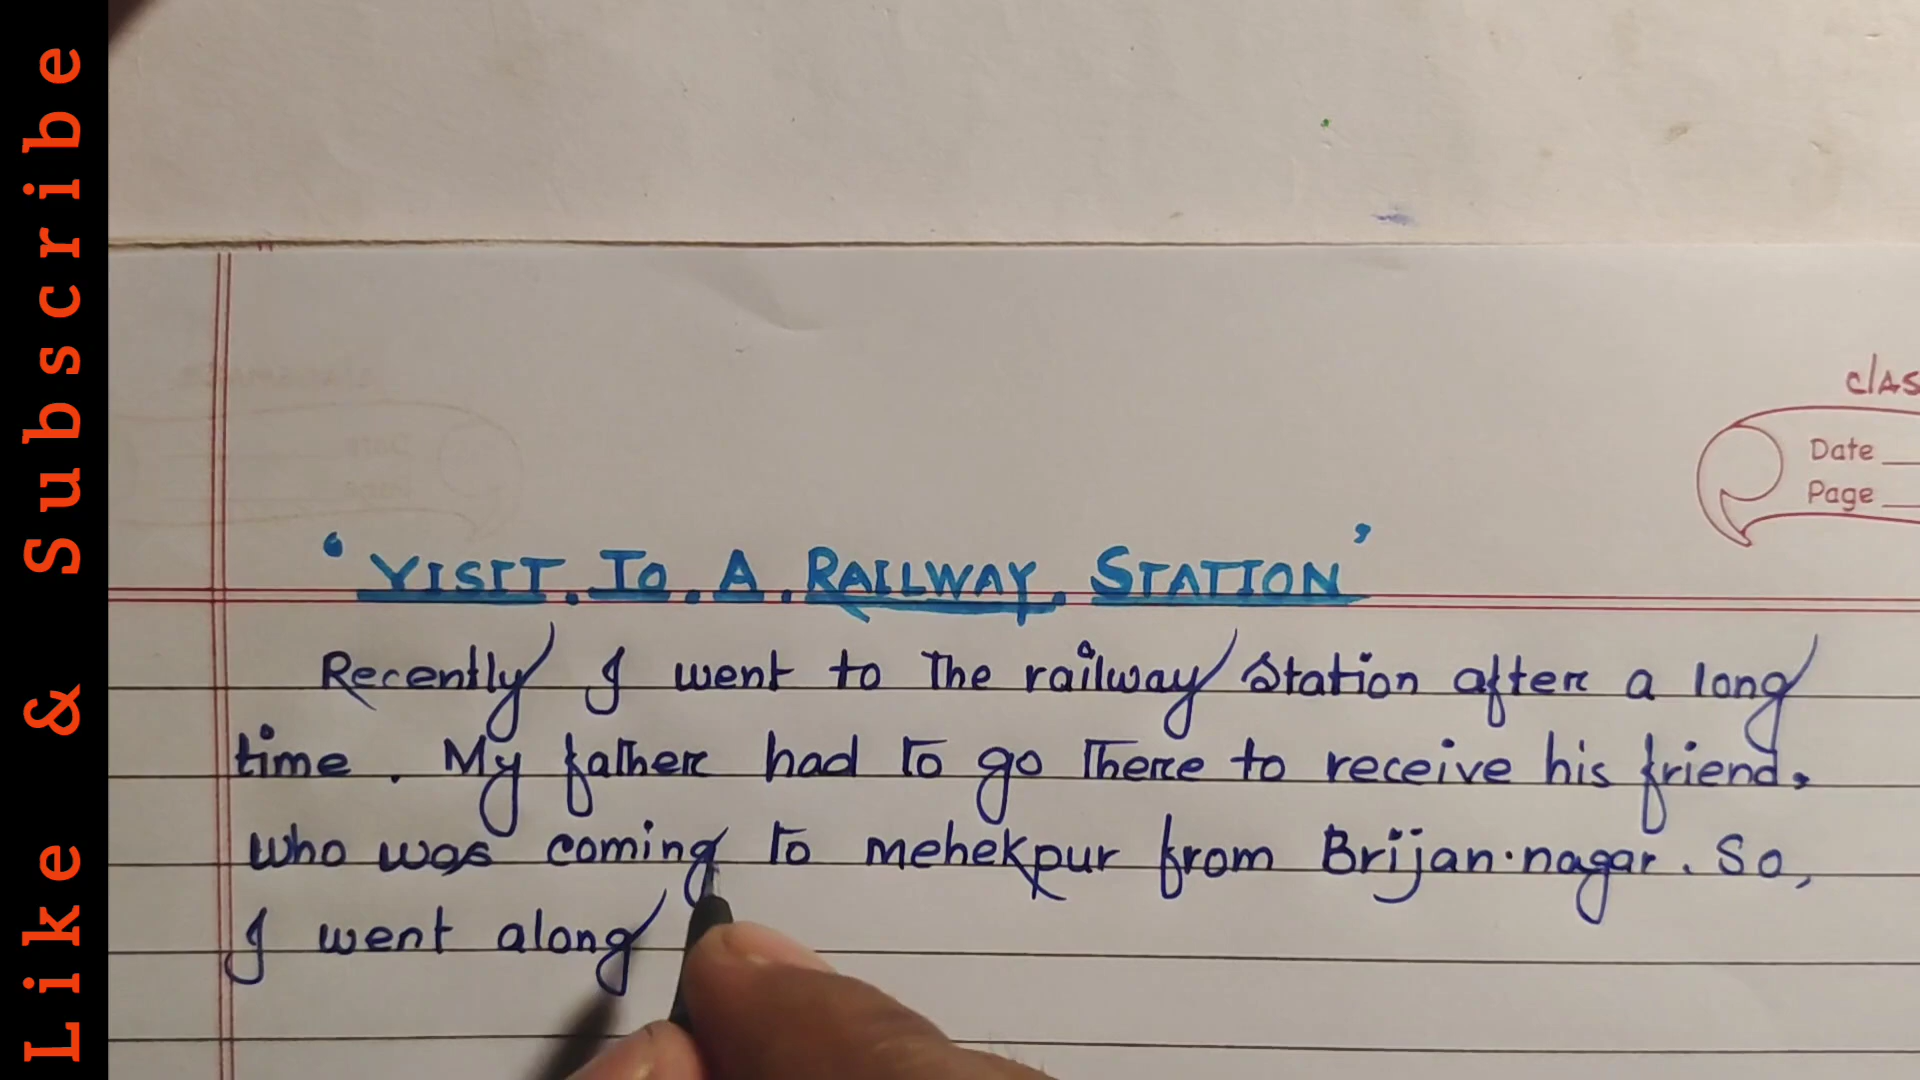 Like & Subscribe
clAS
Date
Page
'VISIT. To. A. RAILWAY. STATION'
Recently I went to The railway Station after a long
time. My father had to go There to receive his friend,
who was coming to mehekpur from Brijan.nagar. So,
I went along